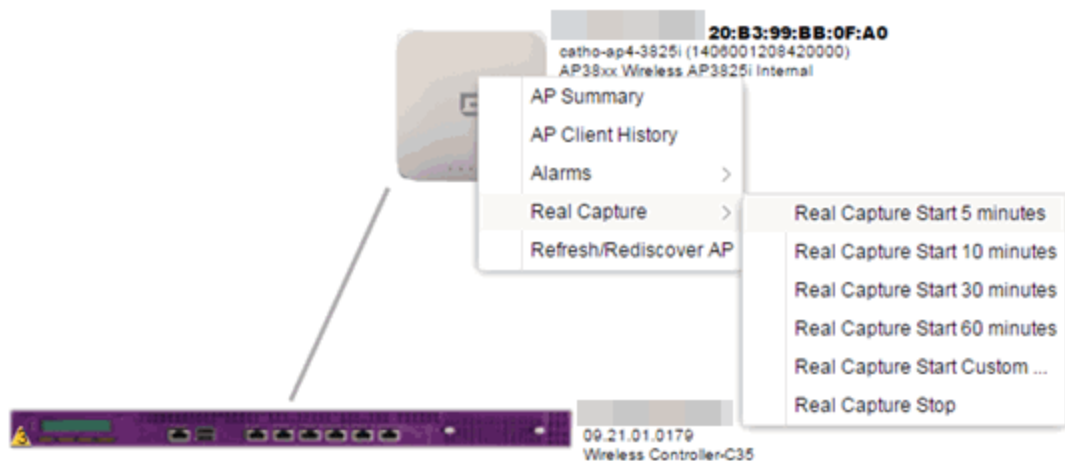 20:B3:99:BB:0F:A0
catho-ap4-3825i (1406001208420000)
AP38xx Wireless AP3825i Internal
AP Summary
AP Client History
Alarms
Real Capture
Refresh/Rediscover AP
Real Capture Start 5 minutes
Real Capture Start 10 minutes
Real Capture Start 30 minutes
Real Capture Start 60 minutes
Real Capture Start Custom ...
Real Capture Stop
3
09.21.01.0179
Wireless Controller-C35